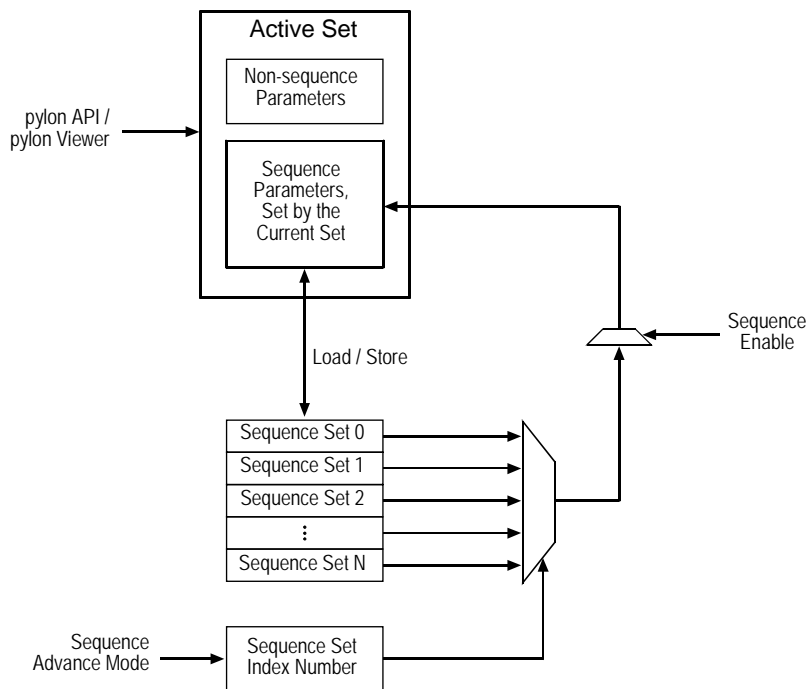 Active Set
Non-sequence
Parameters
pylon API /
pylon Viewer
Sequence
Parameters,
Set by the
Current Set
Sequence
Enable
Load / Store
Sequence Set 0
Sequence Set 1
Sequence Set 2
⋮
Sequence Set N
Sequence
Advance Mode
Sequence Set
Index Number